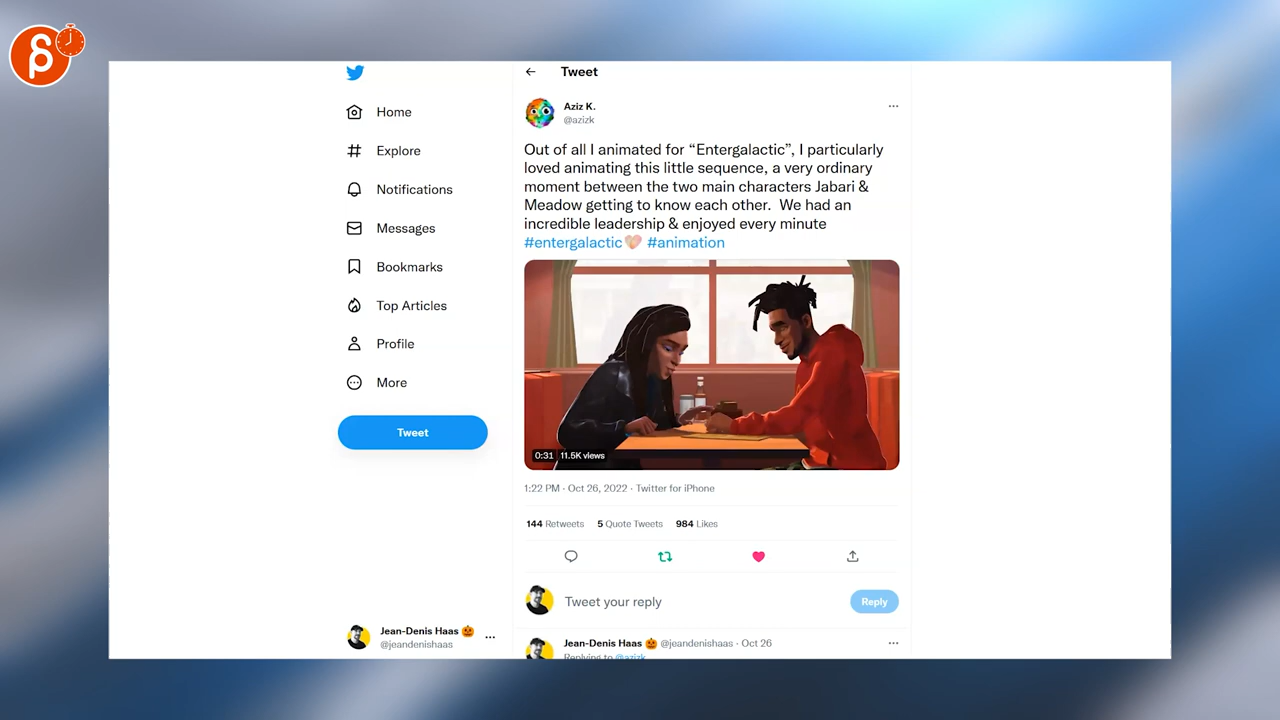 Tweet
Aziz K.
@azizk
Home
Explore
Notifications
Messages
Bookmarks
Top Articles
Profile
More
Tweet
Jean-Denis Haas 🎃
@jeandenishaas
Out of all I animated for “Entergalactic”, I particularly
loved animating this little sequence, a very ordinary
moment between the two main characters Jabari &
Meadow getting to know each other.  We had an
incredible leadership & enjoyed every minute
#entergalactic #animation
0:31 11.5K views
1:22 PM · Oct 26, 2022 · Twitter for iPhone
144 Retweets 5 Quote Tweets 984 Likes
Tweet your reply
Reply
Jean-Denis Haas 🎃 @jeandenishaas · Oct 26
Replying to @azizk